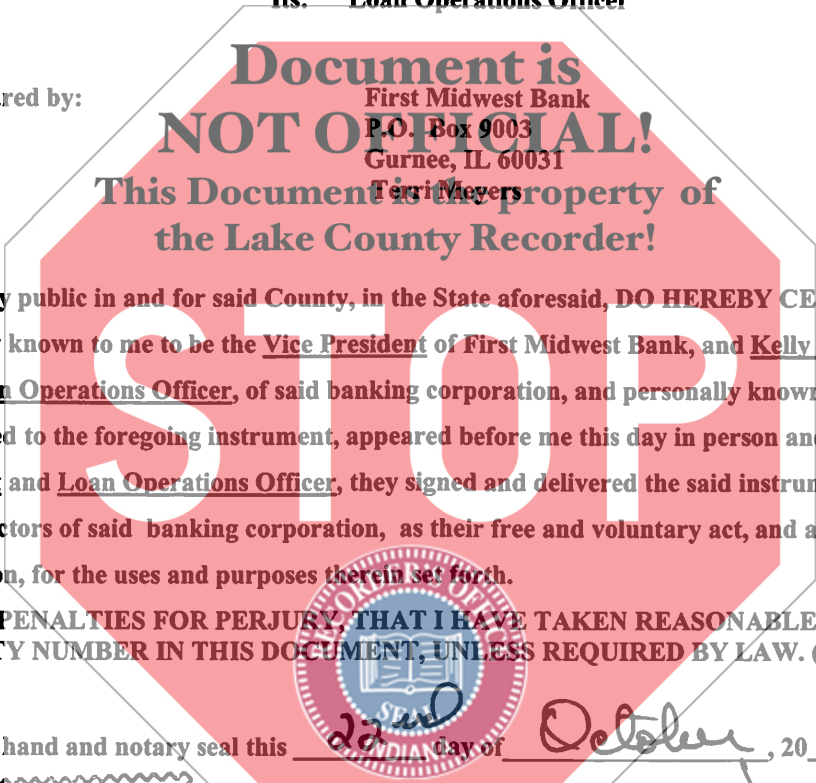 Its: Loan Operations Officer
Document is
red by: First Midwest Bank
NOT OFFICIAL!
P.O. Box 9003
Gurnee, IL 60031
This Document is the property of
Terri Meyers
the Lake County Recorder!
y public in and for said County, in the State aforesaid, DO HEREBY CE
known to me to be the Vice President of First Midwest Bank, and Kelly
n Operations Officer, of said banking corporation, and personally known
STOP
ed to the foregoing instrument, appeared before me this day in person and
and Loan Operations Officer, they signed and delivered the said instrum
ctors of said banking corporation, as their free and voluntary act, and a
on, for the uses and purposes therein set forth.
PENALTIES FOR PERJURY, THAT I HAVE TAKEN REASONABLE
TY NUMBER IN THIS DOCUMENT, UNLESS REQUIRED BY LAW. (
RECORDER'S OFFICE
SEAL
INDIANA
hand and notary seal this 22nd day of October, 20